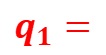 q₁ =